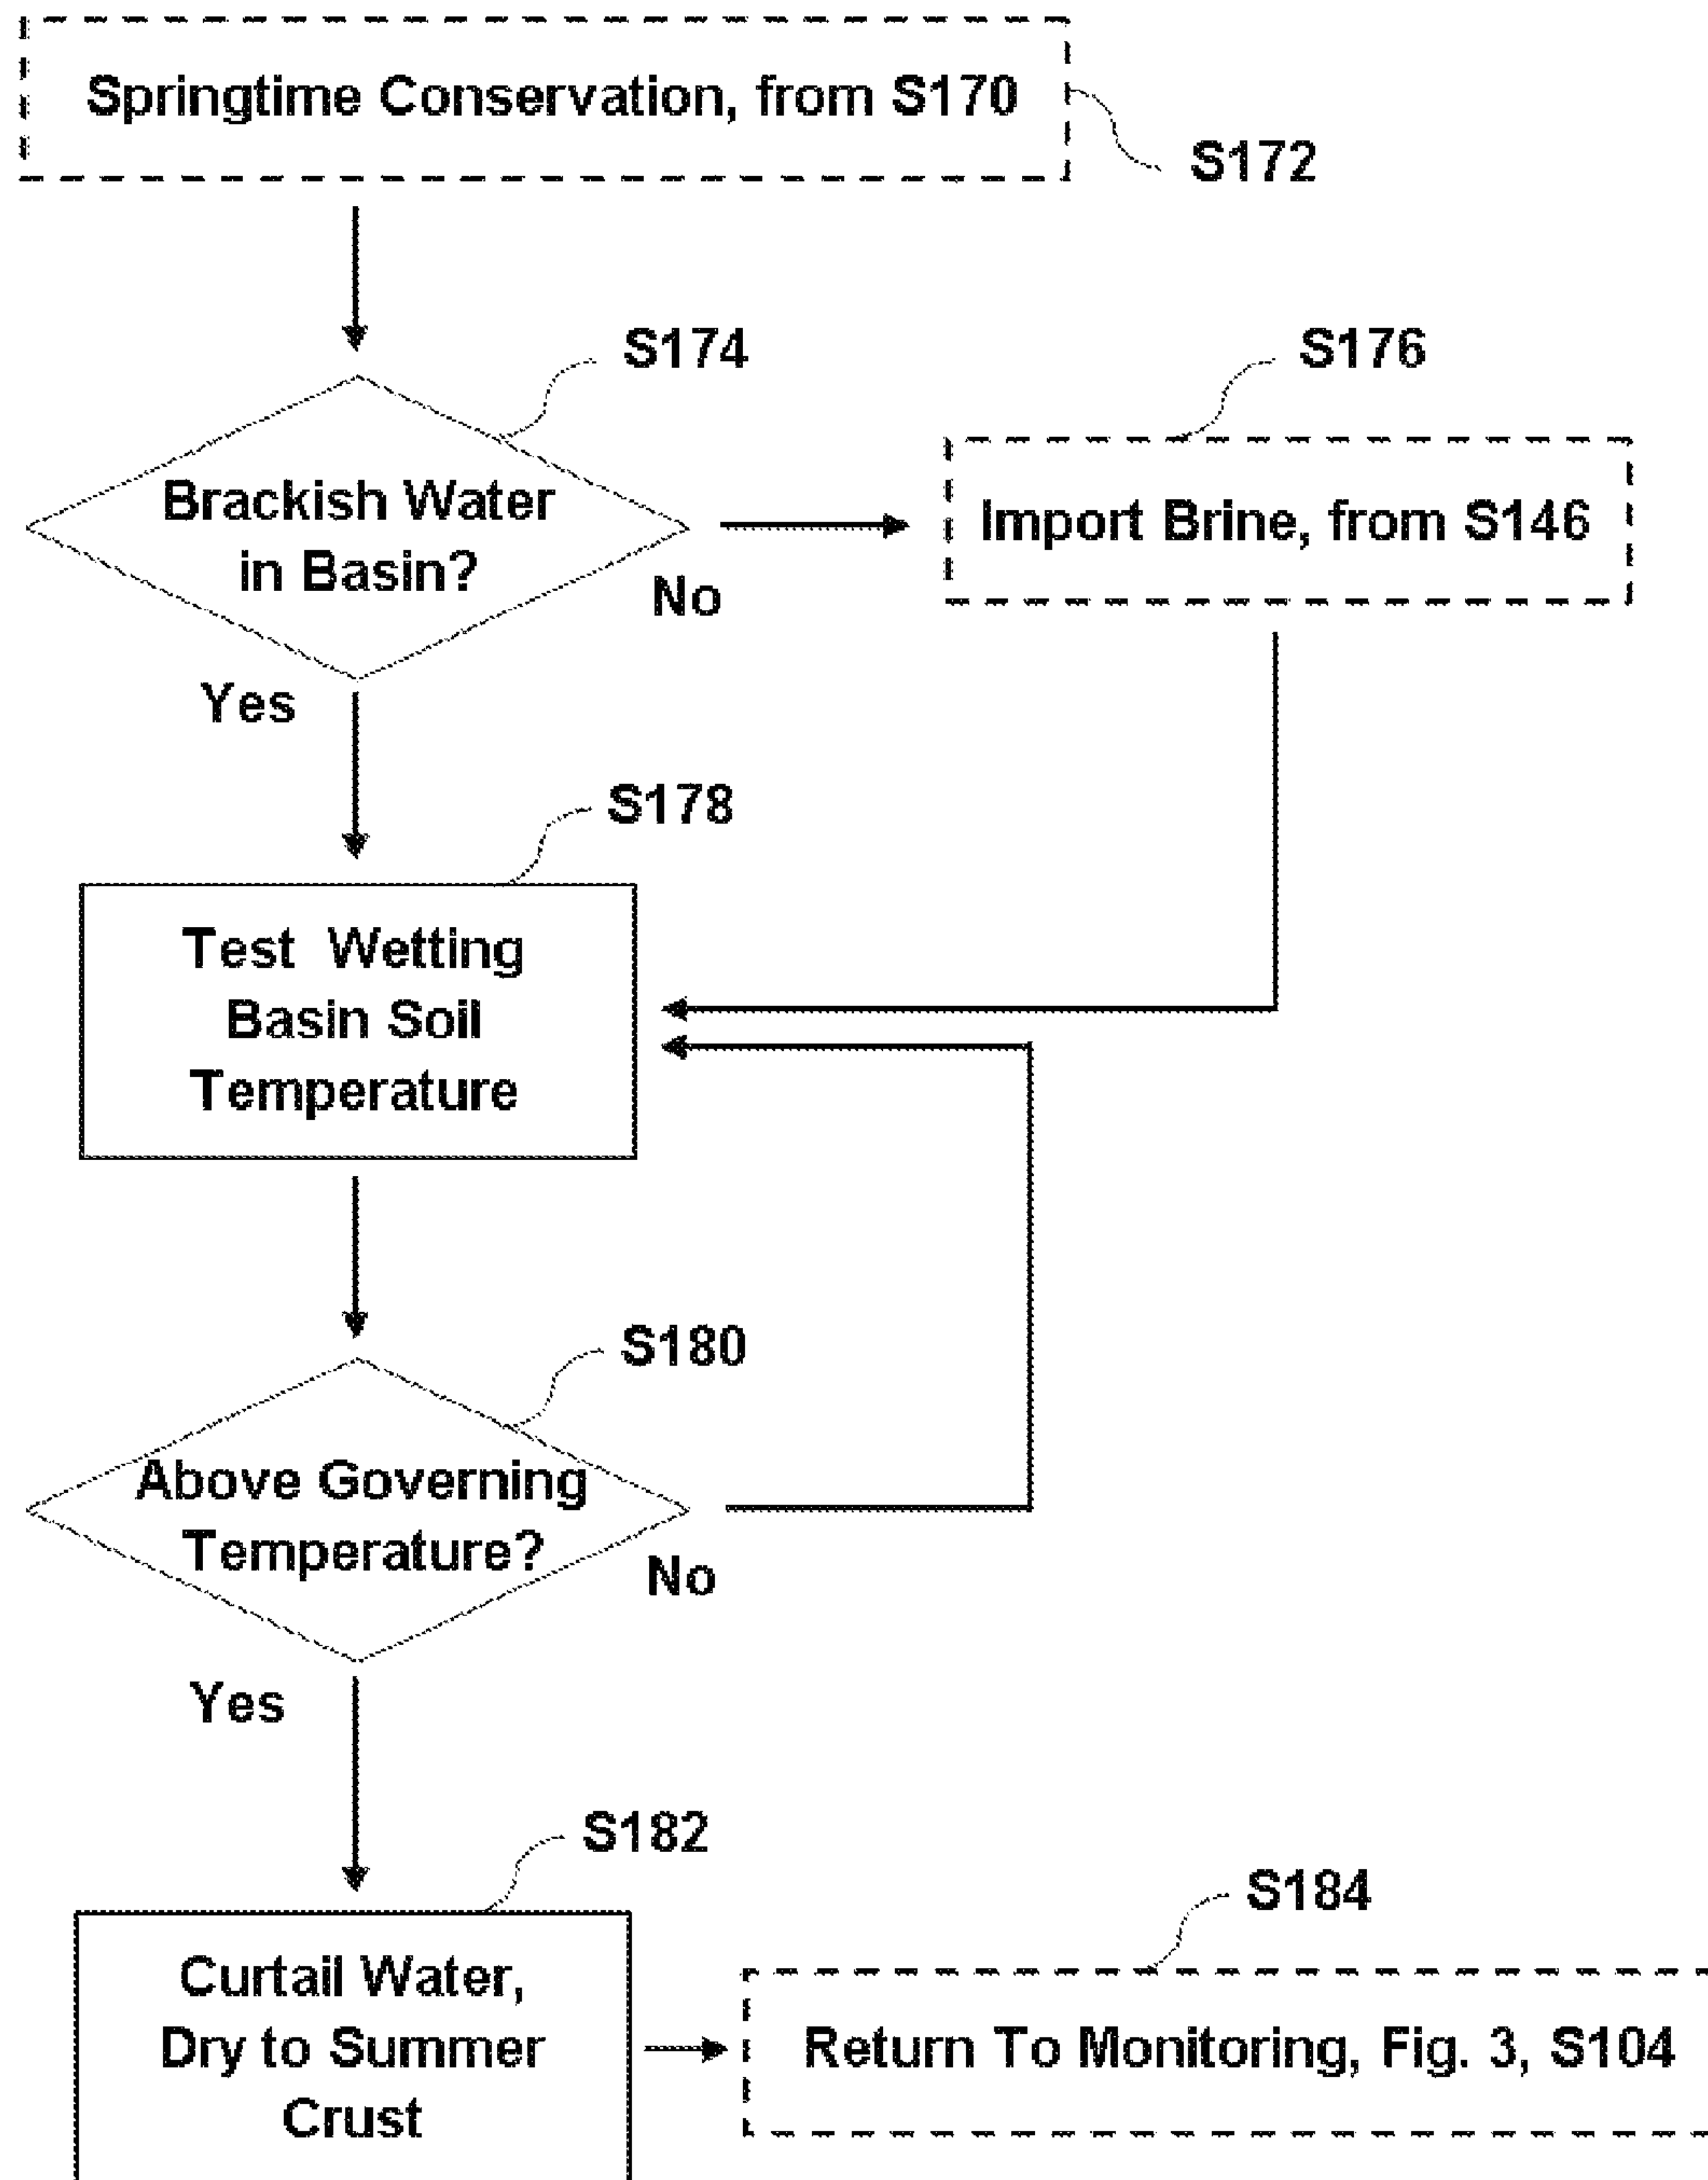 Springtime Conservation, from S170
S172
S174
S176
Brackish Water
in Basin?
Import Brine, from S146
No
Yes
S178
Test Wetting
Basin Soil
Temperature
S180
Above Governing
Temperature?
No
Yes
S182
S184
Curtail Water,
Dry to Summer
Crust
Return To Monitoring, Fig. 3, S104